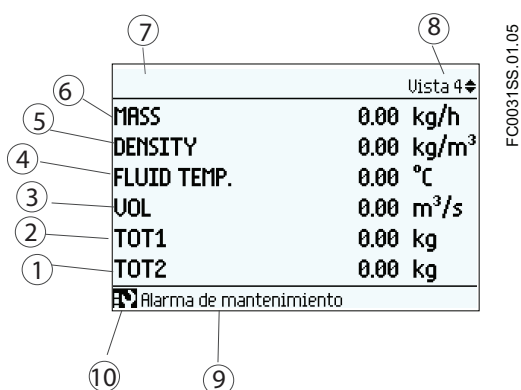 7
8
FC0031SS.01.05
Vista 4
6 MASS 0.00 kg/h
5 DENSITY 0.00 kg/m³
4 FLUID TEMP. 0.00 °C
3 VOL 0.00 m³/s
2 TOT1 0.00 kg
1 TOT2 0.00 kg
Alarma de mantenimiento
10
9